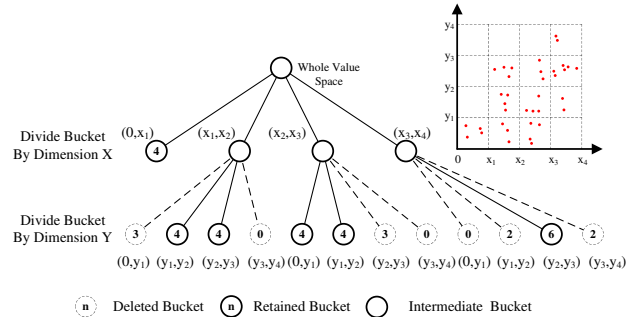 y₄
y₃
y₂
y₁
0 x₁ x₂ x₃ x₄
Whole Value
Space
(0,x₁) (x₁,x₂) (x₂,x₃) (x₃,x₄)
Divide Bucket
By Dimension X
4
Divide Bucket
By Dimension Y
3 4 4 0 4 4 3 0 0 2 6 2
(0,y₁) (y₁,y₂) (y₂,y₃) (y₃,y₄) (0,y₁) (y₁,y₂) (y₂,y₃) (y₃,y₄) (0,y₁) (y₁,y₂) (y₂,y₃) (y₃,y₄)
n Deleted Bucket n Retained Bucket Intermediate Bucket